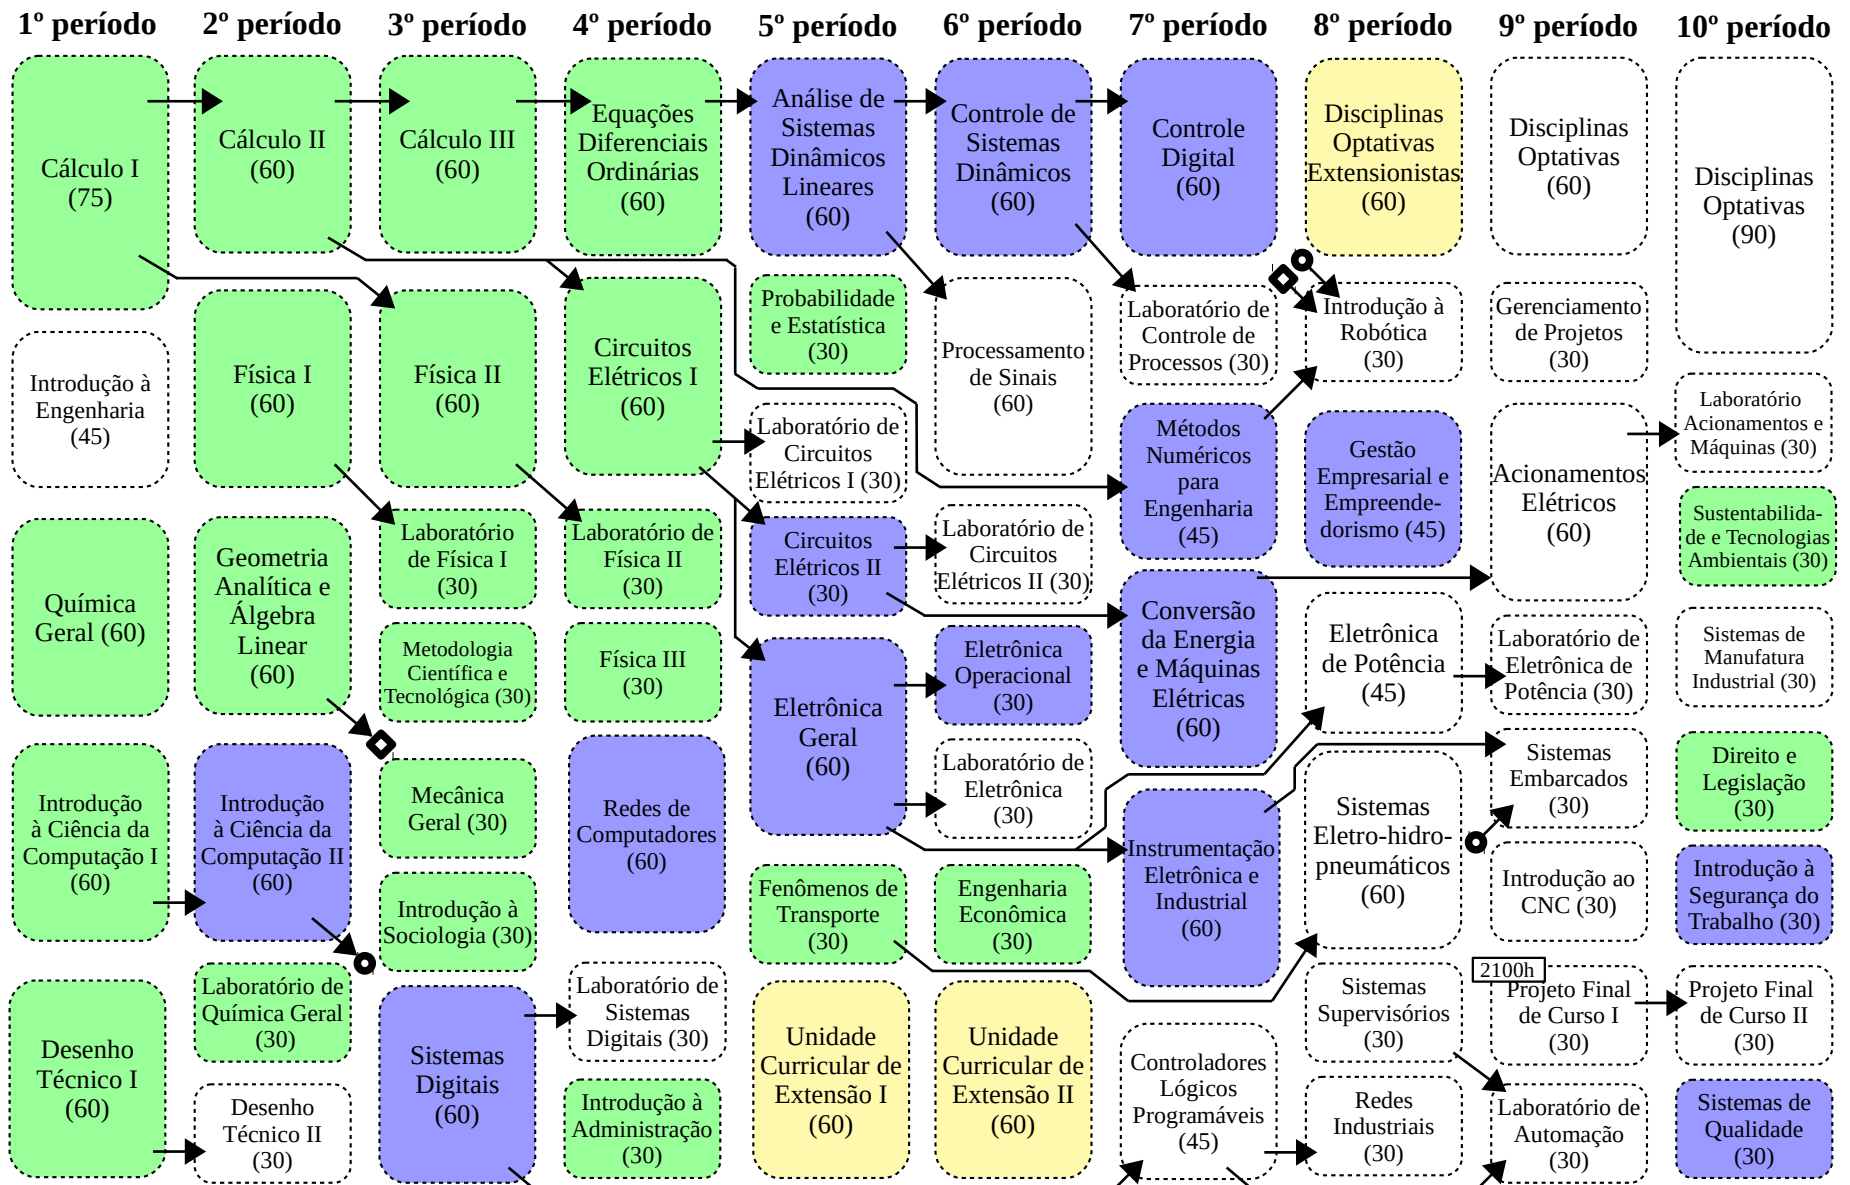 1º período
2º período
3º período
4º período
5º período
6º período
7º período
8º período
9º período
10º período
Cálculo I
(75)
Introdução à
Engenharia
(45)
Química
Geral (60)
Introdução
à Ciência da
Computação I
(60)
Desenho
Técnico I
(60)
Cálculo II
(60)
Física I
(60)
Geometria
Analítica e
Álgebra
Linear
(60)
Introdução
à Ciência da
Computação II
(60)
Laboratório de
Química Geral
(30)
Desenho
Técnico II
(30)
Cálculo III
(60)
Física II
(60)
Laboratório
de Física I
(30)
Metodologia
Científica e
Tecnológica (30)
Mecânica
Geral (30)
Introdução à
Sociologia (30)
Sistemas
Digitais
(60)
Equações
Diferenciais
Ordinárias
(60)
Circuitos
Elétricos I
(60)
Laboratório de
Física II
(30)
Física III
(30)
Redes de
Computadores
(60)
Laboratório de
Sistemas
Digitais (30)
Introdução à
Administração
(30)
Análise de
Sistemas
Dinâmicos
Lineares
(60)
Probabilidade
e Estatística
(30)
Laboratório de
Circuitos
Elétricos I (30)
Circuitos
Elétricos II
(30)
Eletrônica
Geral
(60)
Fenômenos de
Transporte
(30)
Unidade
Curricular de
Extensão I
(60)
Controle de
Sistemas
Dinâmicos
(60)
Processamento
de Sinais
(60)
Laboratório de
Circuitos
Elétricos II (30)
Eletrônica
Operacional
(30)
Laboratório de
Eletrônica
(30)
Engenharia
Econômica
(30)
Unidade
Curricular de
Extensão II
(60)
Controle
Digital
(60)
Laboratório de
Controle de
Processos (30)
Métodos
Numéricos
para
Engenharia
(45)
Conversão
da Energia
e Máquinas
Elétricas
(60)
Instrumentação
Eletrônica e
Industrial
(60)
Controladores
Lógicos
Programáveis
(45)
Disciplinas
Optativas
Extensionistas
(60)
Introdução à
Robótica
(30)
Gestão
Empresarial e
Empreende-
dorismo (45)
Eletrônica
de Potência
(45)
Sistemas
Eletro-hidro-
pneumáticos
(60)
Sistemas
Supervisórios
(30)
Redes
Industriais
(30)
Disciplinas
Optativas
(60)
Gerenciamento
de Projetos
(30)
Acionamentos
Elétricos
(60)
Laboratório de
Eletrônica de
Potência (30)
Sistemas
Embarcados
(30)
Introdução ao
CNC (30)
2100h
Projeto Final
de Curso I
(30)
Laboratório de
Automação
(30)
Disciplinas
Optativas
(90)
Laboratório
Acionamentos e
Máquinas (30)
Sustentabilida-
de e Tecnologias
Ambientais (30)
Sistemas de
Manufatura
Industrial (30)
Direito e
Legislação
(30)
Introdução à
Segurança do
Trabalho (30)
Projeto Final
de Curso II
(30)
Sistemas de
Qualidade
(30)